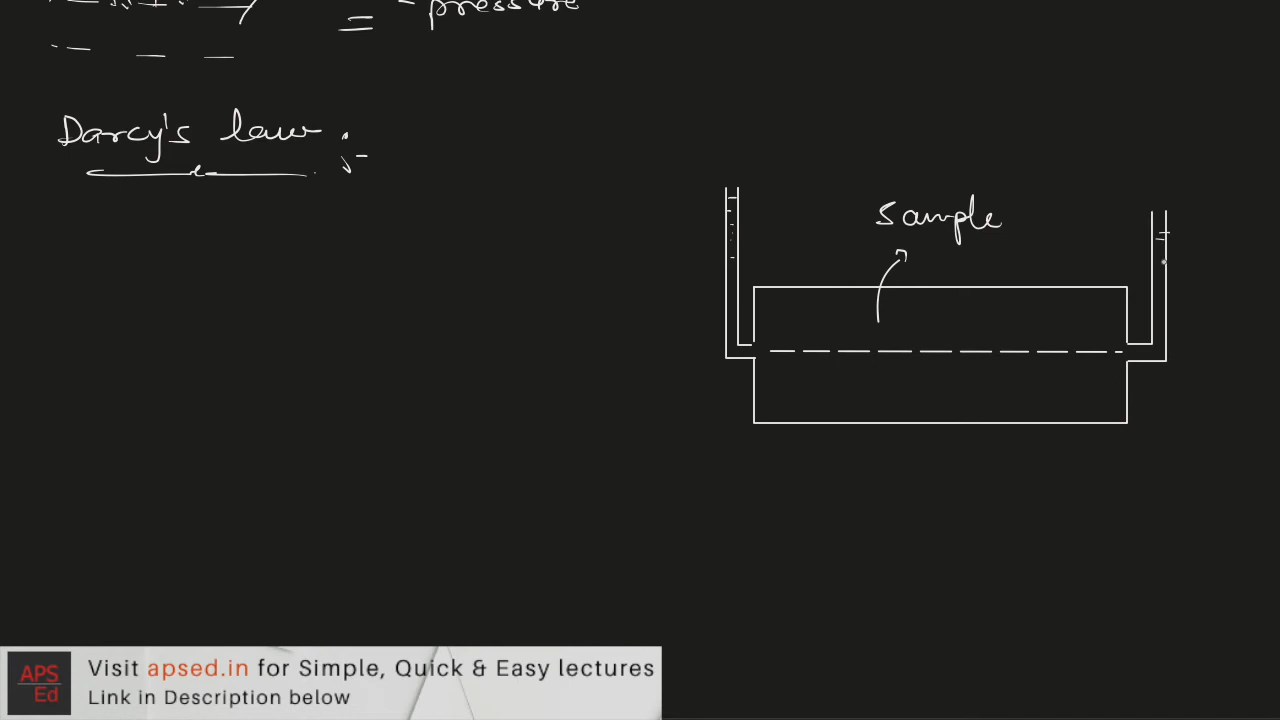 = - pressure
Darcy's law :-
sample
APS
Ed
Visit apsed.in for Simple, Quick & Easy lectures
Link in Description below